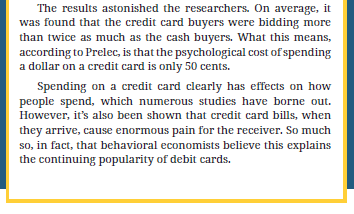 The results astonished the researchers. On average, it
was found that the credit card buyers were bidding more
than twice as much as the cash buyers. What this means,
according to Prelec, is that the psychological cost of spending
a dollar on a credit card is only 50 cents.
Spending on a credit card clearly has effects on how
people spend, which numerous studies have borne out.
However, it's also been shown that credit card bills, when
they arrive, cause enormous pain for the receiver. So much
so, in fact, that behavioral economists believe this explains
the continuing popularity of debit cards.